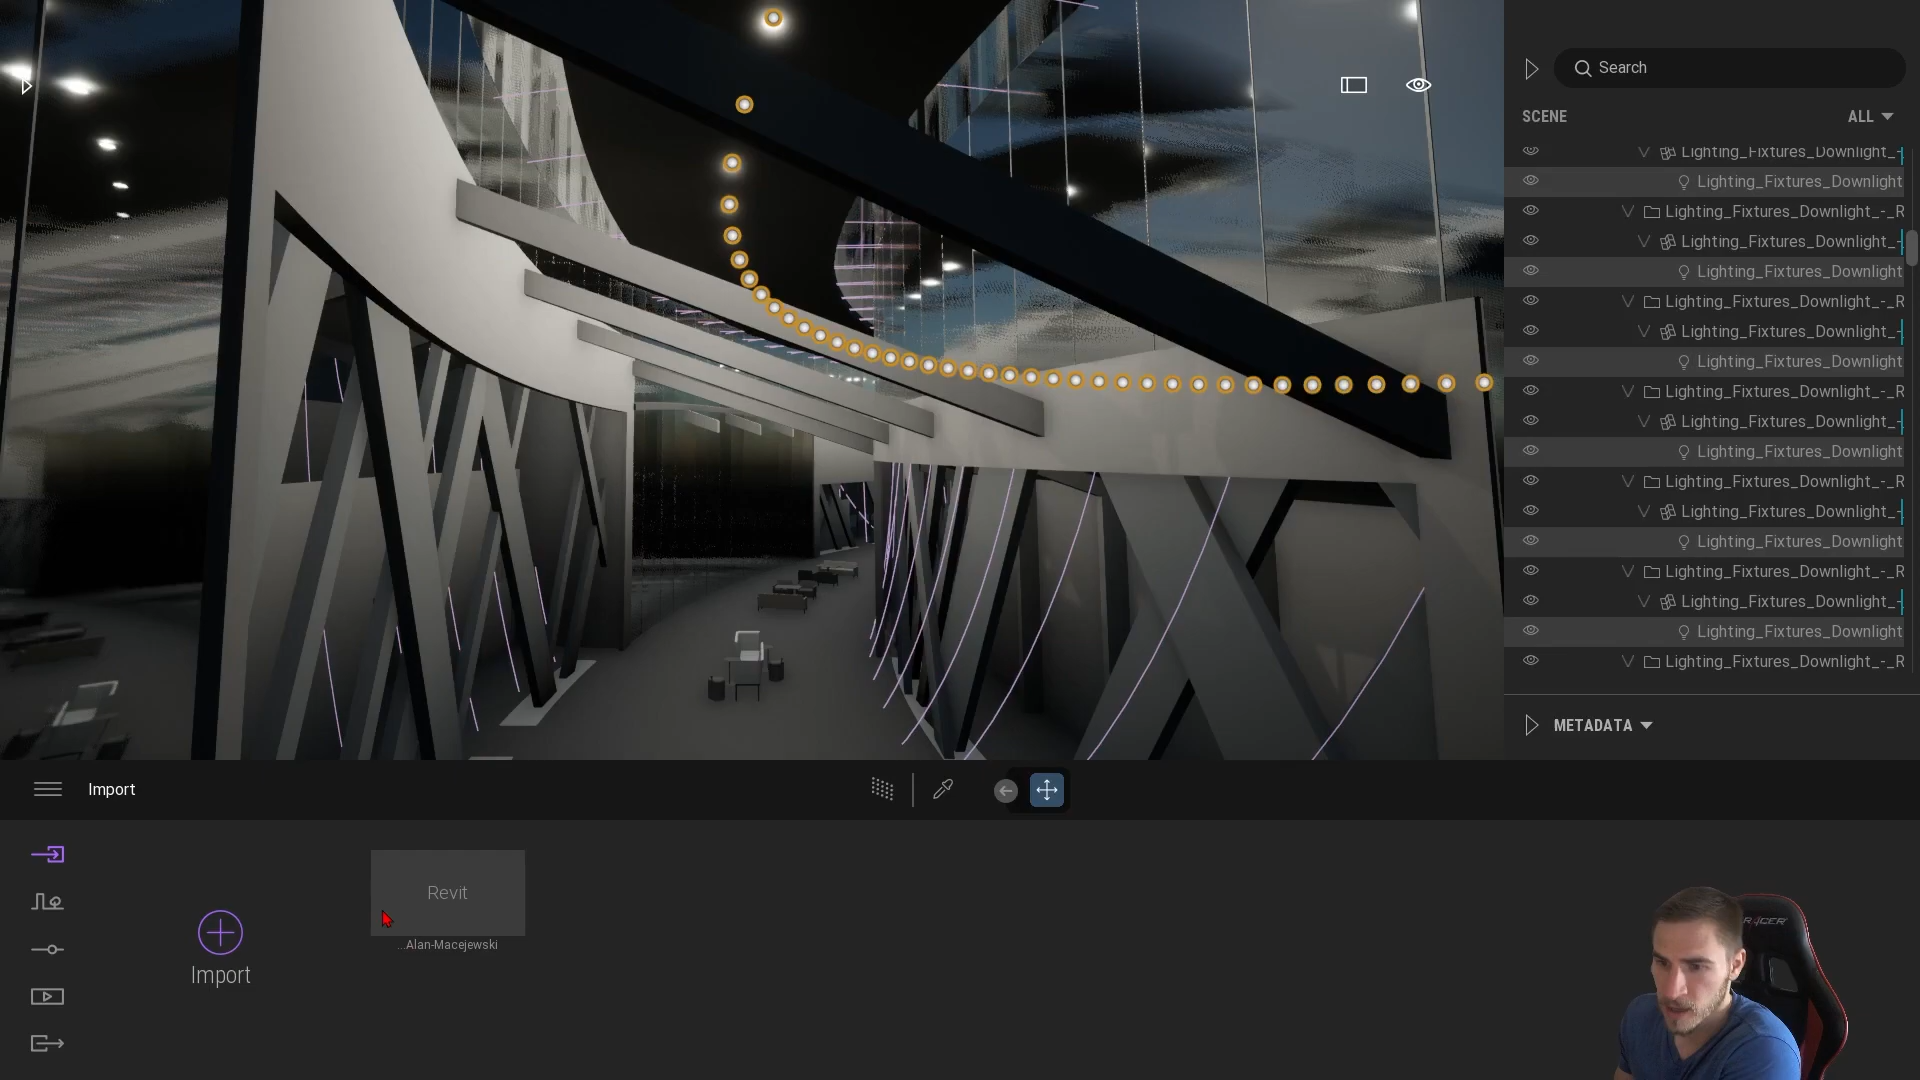 Search
SCENE
ALL
Lighting_Fixtures_Downlight_-
Lighting_Fixtures_Downlight
Lighting_Fixtures_Downlight_-_R
Lighting_Fixtures_Downlight_-
Lighting_Fixtures_Downlight
Lighting_Fixtures_Downlight_-_R
Lighting_Fixtures_Downlight_-
Lighting_Fixtures_Downlight
Lighting_Fixtures_Downlight_-_R
Lighting_Fixtures_Downlight_-
Lighting_Fixtures_Downlight
Lighting_Fixtures_Downlight_-_R
Lighting_Fixtures_Downlight_-
Lighting_Fixtures_Downlight
Lighting_Fixtures_Downlight_-_R
Lighting_Fixtures_Downlight_-
Lighting_Fixtures_Downlight
Lighting_Fixtures_Downlight_-_R
METADATA
Import
Revit
...Alan-Macejewski
Import